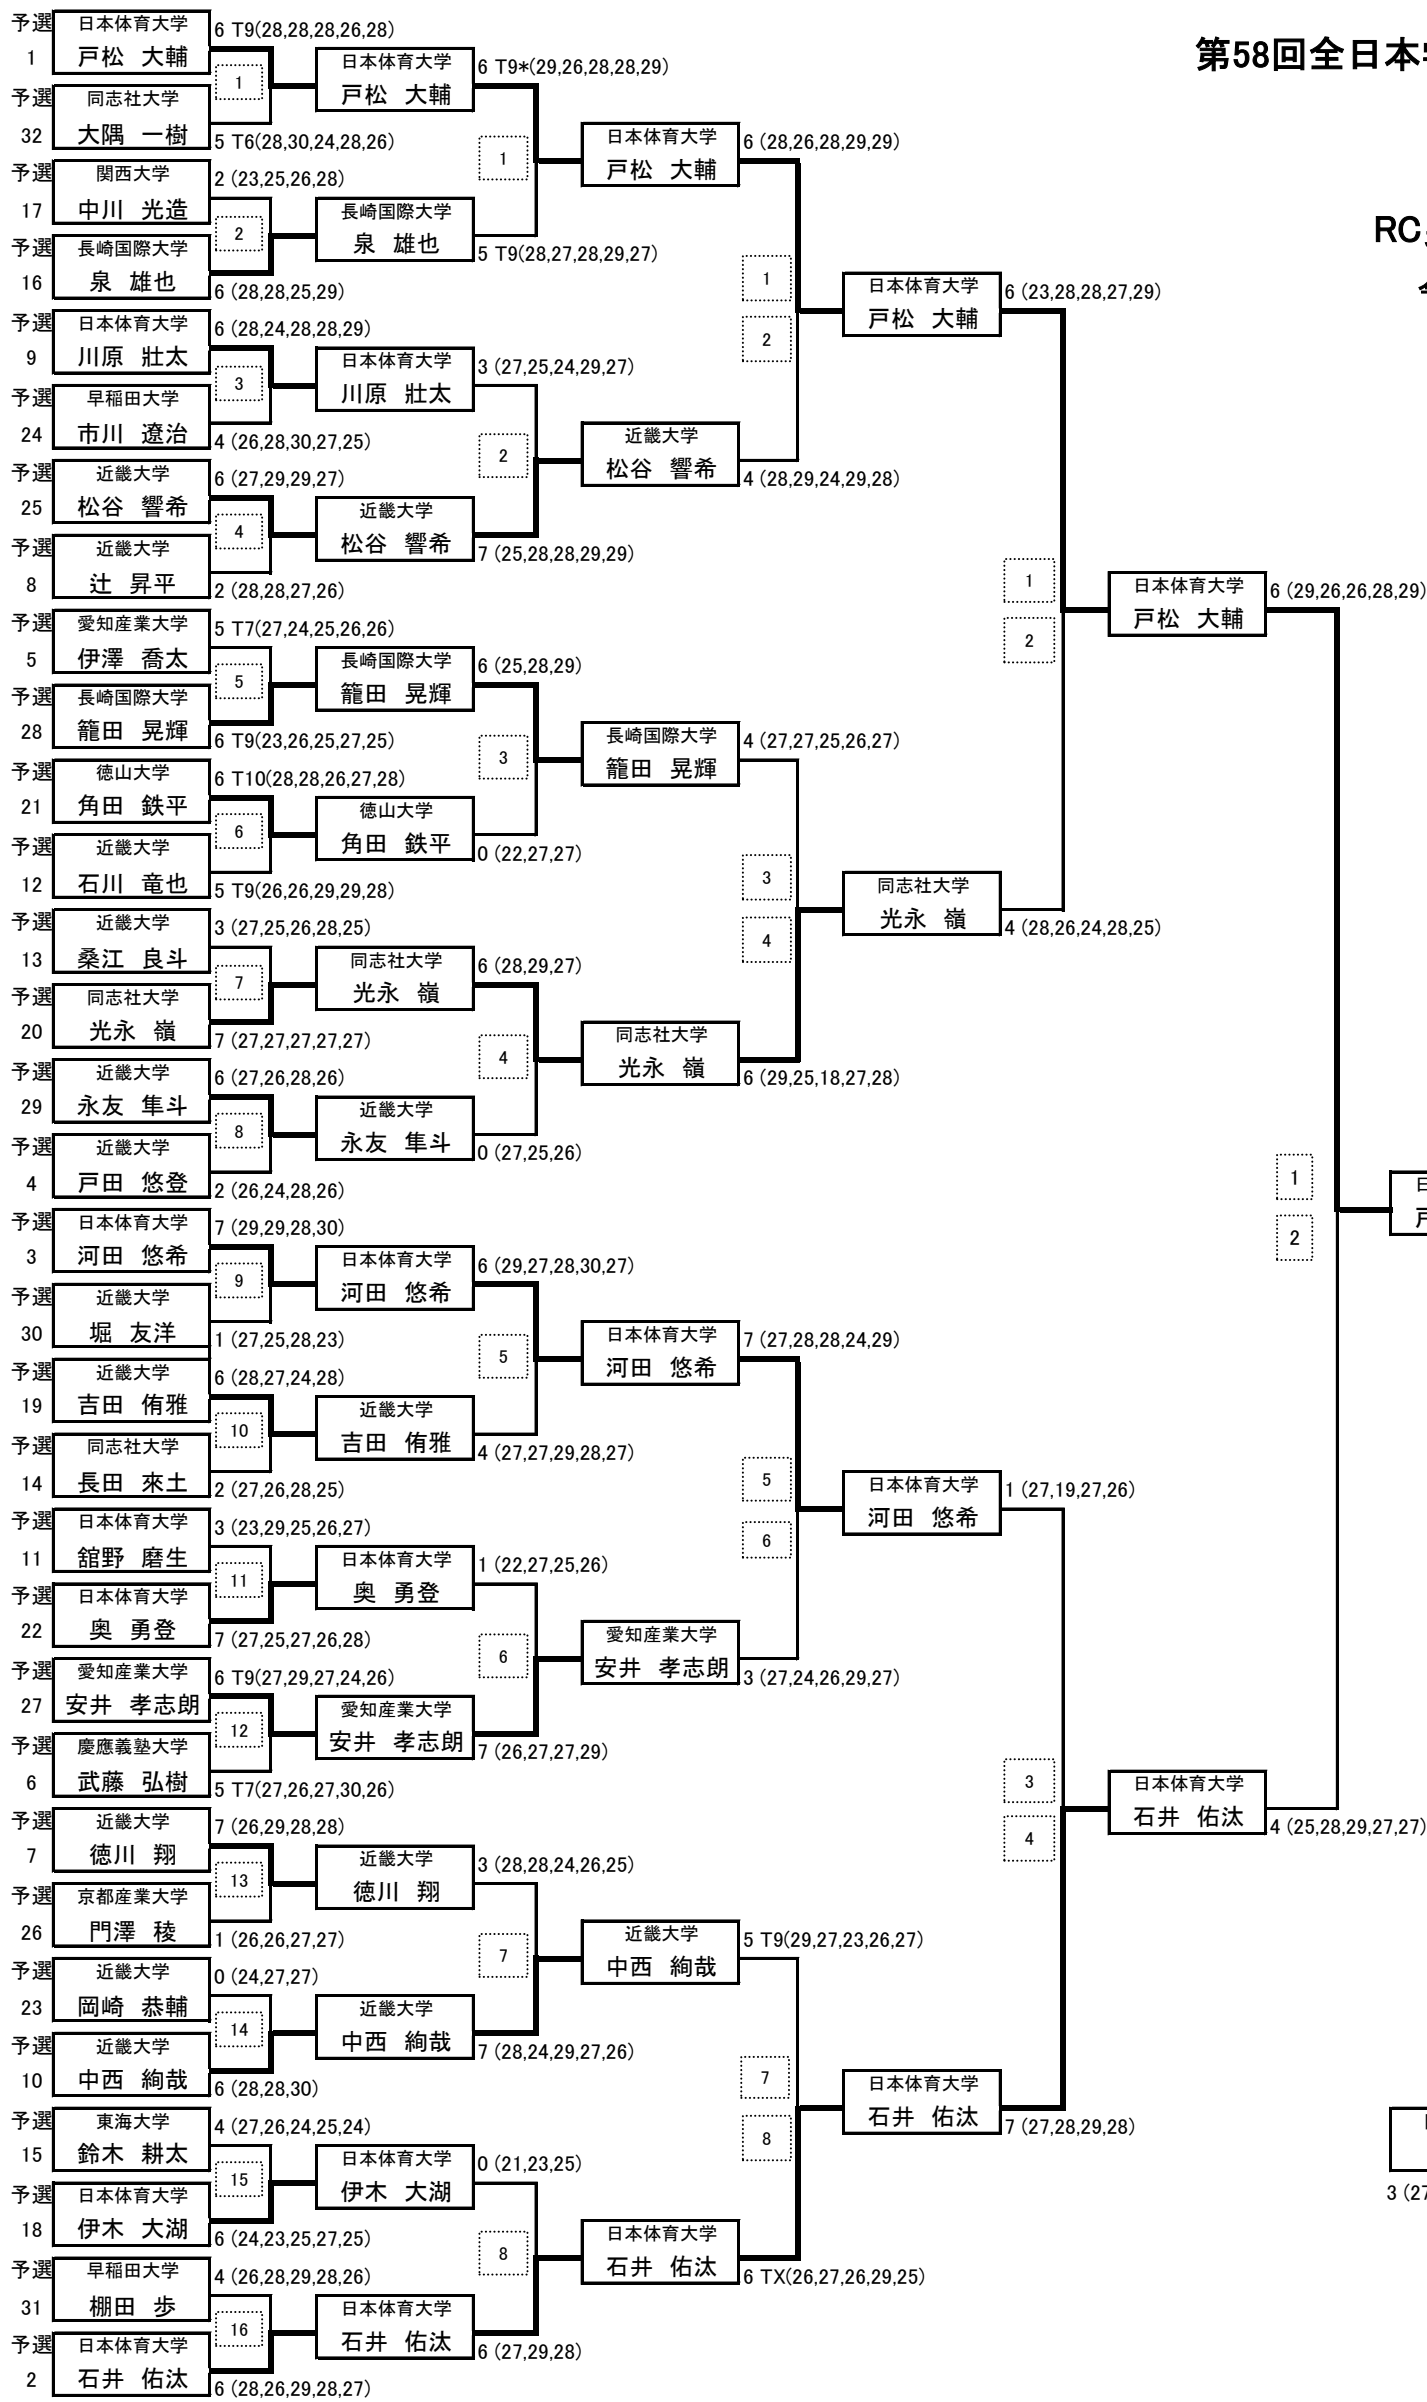 第58回全日本学
RC
予選
1
日本体育大学
戸松 大輔
6 T9(28,28,28,26,28)
1
予選
32
同志社大学
大隅 一樹
5 T6(28,30,24,28,26)
予選
17
関西大学
中川 光造
2 (23,25,26,28)
2
予選
16
長崎国際大学
泉 雄也
6 (28,28,25,29)
予選
9
日本体育大学
川原 壯太
6 (28,24,28,28,29)
3
予選
24
早稲田大学
市川 遼治
4 (26,28,30,27,25)
予選
25
近畿大学
松谷 響希
6 (27,29,29,27)
4
予選
8
近畿大学
辻 昇平
2 (28,28,27,26)
予選
5
愛知産業大学
伊澤 喬太
5 T7(27,24,25,26,26)
5
予選
28
長崎国際大学
籠田 晃輝
6 T9(23,26,25,27,25)
予選
21
徳山大学
角田 鉄平
6 T10(28,28,26,27,28)
6
予選
12
近畿大学
石川 竜也
5 T9(26,26,29,29,28)
予選
13
近畿大学
桑江 良斗
3 (27,25,26,28,25)
7
予選
20
同志社大学
光永 嶺
7 (27,27,27,27,27)
予選
29
近畿大学
永友 隼斗
6 (27,26,28,26)
8
予選
4
近畿大学
戸田 悠登
2 (26,24,28,26)
予選
3
日本体育大学
河田 悠希
7 (29,29,28,30)
9
予選
30
近畿大学
堀 友洋
1 (27,25,28,23)
予選
19
近畿大学
吉田 侑雅
6 (28,27,24,28)
10
予選
14
同志社大学
長田 來土
2 (27,26,28,25)
予選
11
日本体育大学
舘野 磨生
3 (23,29,25,26,27)
11
予選
22
日本体育大学
奥 勇登
7 (27,25,27,26,28)
予選
27
愛知産業大学
安井 孝志朗
6 T9(27,29,27,24,26)
12
予選
6
慶應義塾大学
武藤 弘樹
5 T7(27,26,27,30,26)
予選
7
近畿大学
徳川 翔
7 (26,29,28,28)
13
予選
26
京都産業大学
門澤 稜
1 (26,26,27,27)
予選
23
近畿大学
岡崎 恭輔
0 (24,27,27)
14
予選
10
近畿大学
中西 絢哉
6 (28,28,30)
予選
15
東海大学
鈴木 耕太
4 (27,26,24,25,24)
15
予選
18
日本体育大学
伊木 大湖
6 (24,23,25,27,25)
予選
31
早稲田大学
棚田 歩
4 (26,28,29,28,26)
16
予選
2
日本体育大学
石井 佑汰
6 (28,26,29,28,27)
日本体育大学
戸松 大輔
6 T9*(29,26,28,28,29)
1
長崎国際大学
泉 雄也
5 T9(28,27,28,29,27)
日本体育大学
川原 壯太
3 (27,25,24,29,27)
2
近畿大学
松谷 響希
7 (25,28,28,29,29)
長崎国際大学
籠田 晃輝
6 (25,28,29)
3
徳山大学
角田 鉄平
0 (22,27,27)
同志社大学
光永 嶺
6 (28,29,27)
4
近畿大学
永友 隼斗
0 (27,25,26)
日本体育大学
河田 悠希
6 (29,27,28,30,27)
5
近畿大学
吉田 侑雅
4 (27,27,29,28,27)
日本体育大学
奥 勇登
1 (22,27,25,26)
6
愛知産業大学
安井 孝志朗
7 (26,27,27,29)
近畿大学
徳川 翔
3 (28,28,24,26,25)
7
近畿大学
中西 絢哉
7 (28,24,29,27,26)
日本体育大学
伊木 大湖
0 (21,23,25)
8
日本体育大学
石井 佑汰
6 (27,29,28)
日本体育大学
戸松 大輔
6 (28,26,28,29,29)
1
2
近畿大学
松谷 響希
4 (28,29,24,29,28)
長崎国際大学
籠田 晃輝
4 (27,27,25,26,27)
3
4
同志社大学
光永 嶺
6 (29,25,18,27,28)
日本体育大学
河田 悠希
7 (27,28,28,24,29)
5
6
愛知産業大学
安井 孝志朗
3 (27,24,26,29,27)
近畿大学
中西 絢哉
5 T9(29,27,23,26,27)
7
8
日本体育大学
石井 佑汰
6 TX(26,27,26,29,25)
日本体育大学
戸松 大輔
6 (23,28,28,27,29)
1
2
同志社大学
光永 嶺
4 (28,26,24,28,25)
日本体育大学
河田 悠希
1 (27,19,27,26)
3
4
日本体育大学
石井 佑汰
7 (27,28,29,28)
日本体育大学
戸松 大輔
6 (29,26,26,28,29)
1
2
日本体育大学
石井 佑汰
4 (25,28,29,27,27)
3 (27